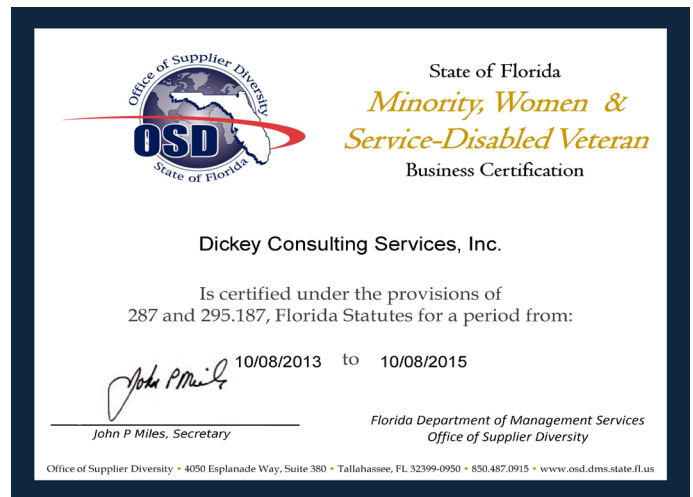 Office of Supplier Diversity
OSD
State of Florida
State of Florida
Minority, Women &
Service-Disabled Veteran
Business Certification
Dickey Consulting Services, Inc.
Is certified under the provisions of
287 and 295.187, Florida Statutes for a period from:
10/08/2013 to 10/08/2015
John P Miles
John P Miles, Secretary
Florida Department of Management Services
Office of Supplier Diversity
Office of Supplier Diversity • 4050 Esplanade Way, Suite 380 • Tallahassee, FL 32399-0950 • 850.487.0915 • www.osd.dms.state.fl.us